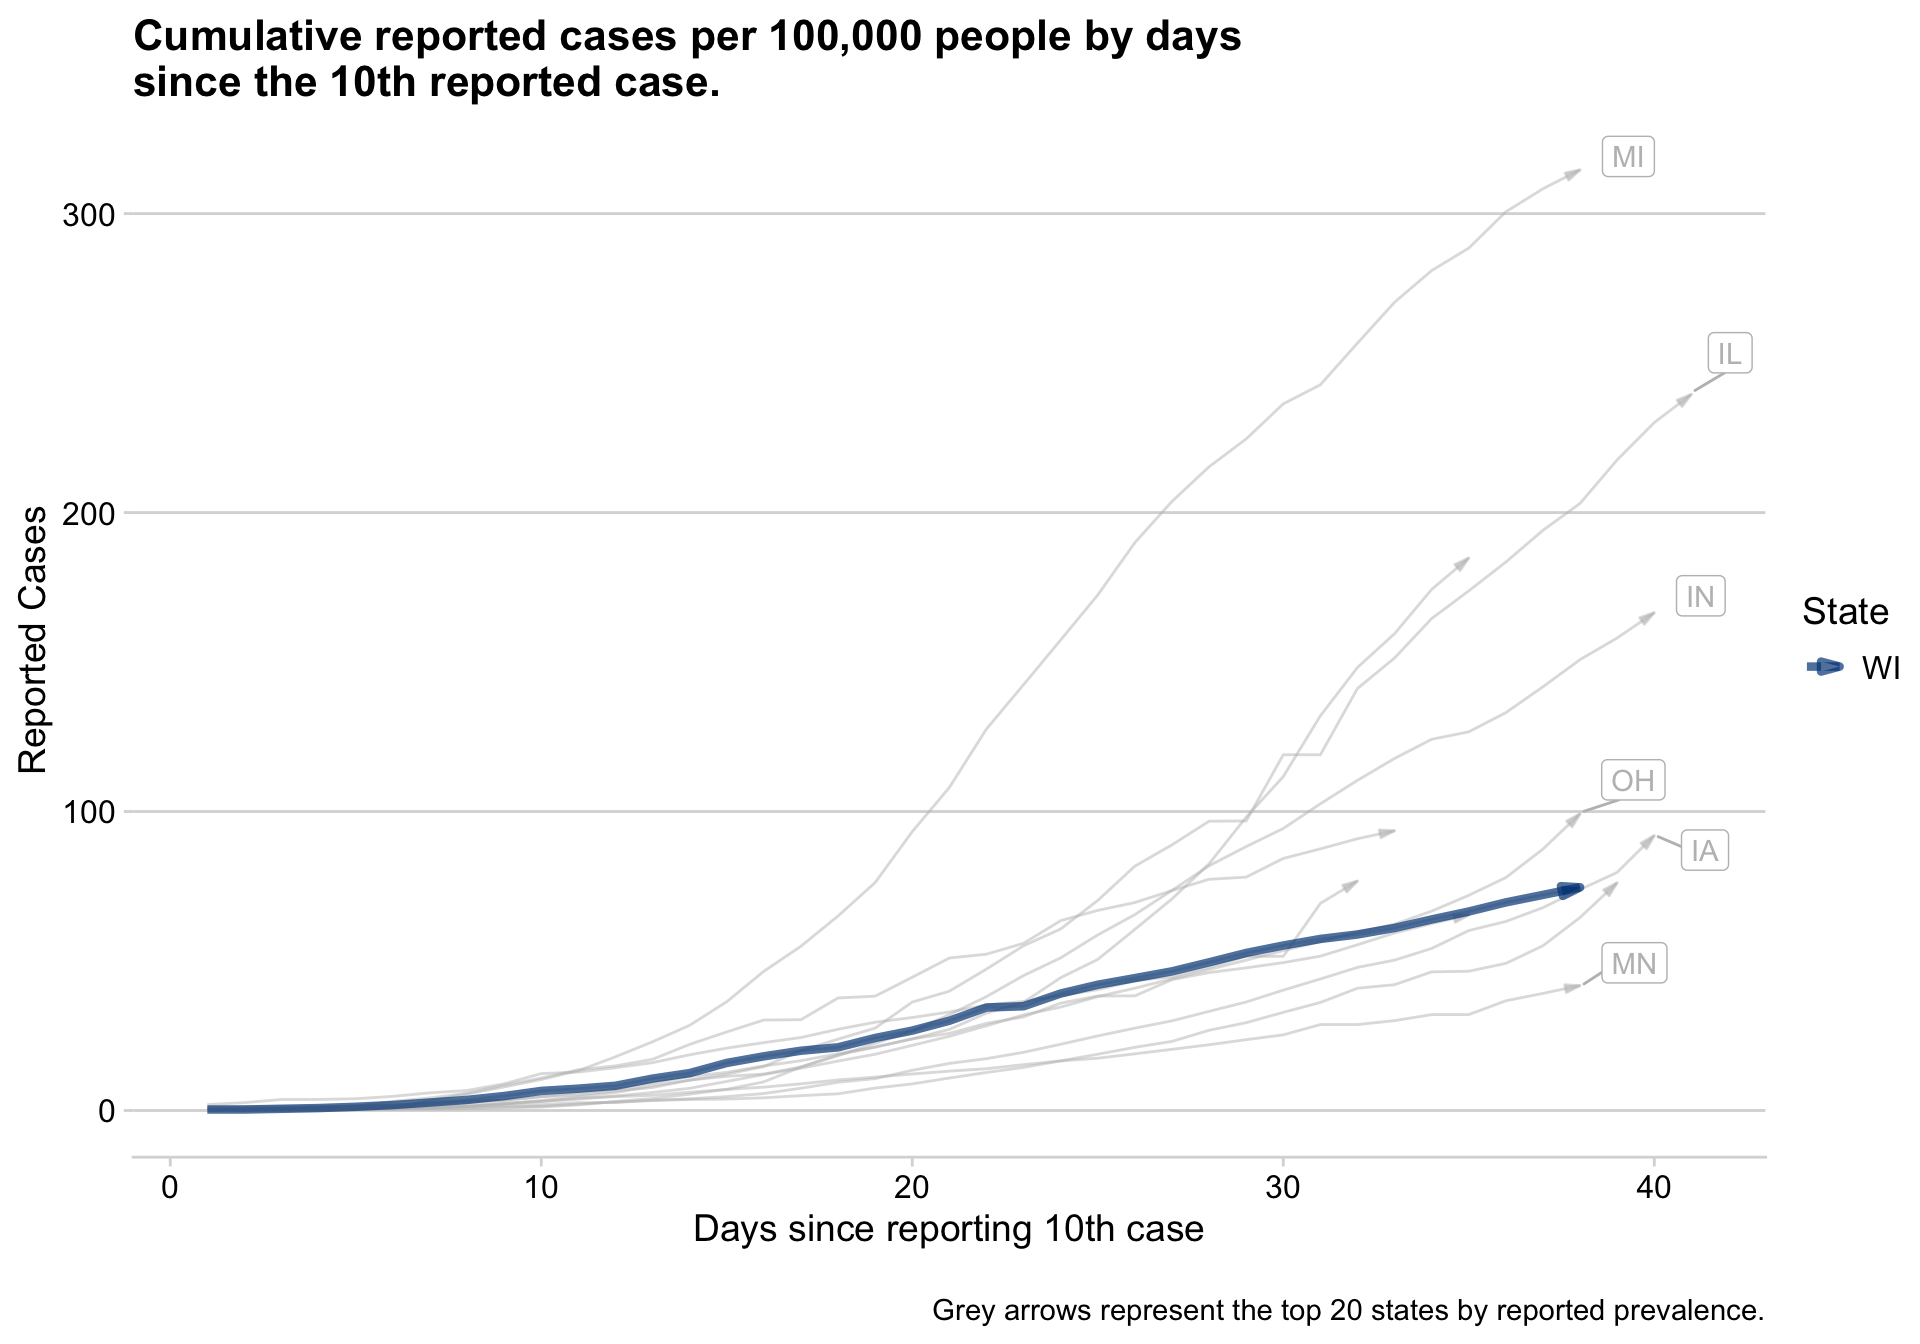 Cumulative reported cases per 100,000 people by days
since the 10th reported case.
MI
300
IL
200
IN
State
WI
OH
100
IA
MN
0
Reported Cases
0 10 20 30 40
Days since reporting 10th case
Grey arrows represent the top 20 states by reported prevalence.